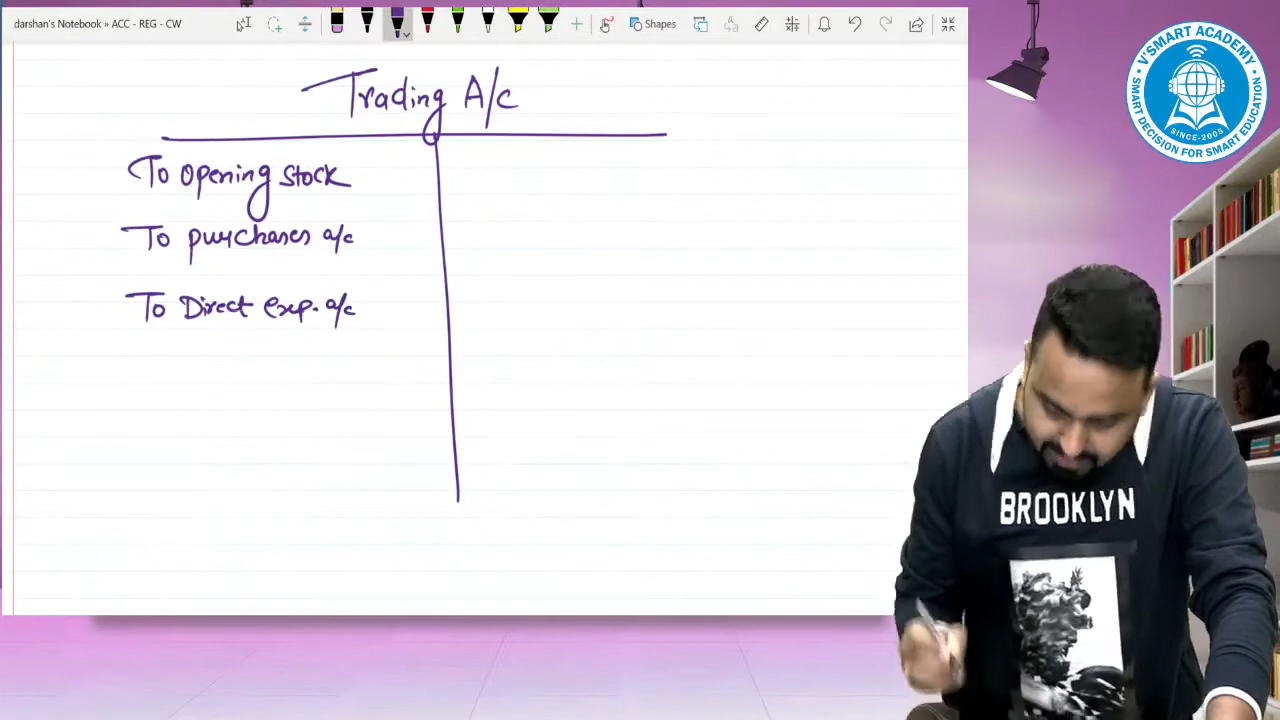 darshan's Notebook » ACC - REG - CW
Shapes
Trading A/c
To opening stock
To purchases a/c
To Direct exp. a/c
V'SMART ACADEMY
SINCE-2005
SMART DECISION FOR SMART EDUCATION
BROOKLYN